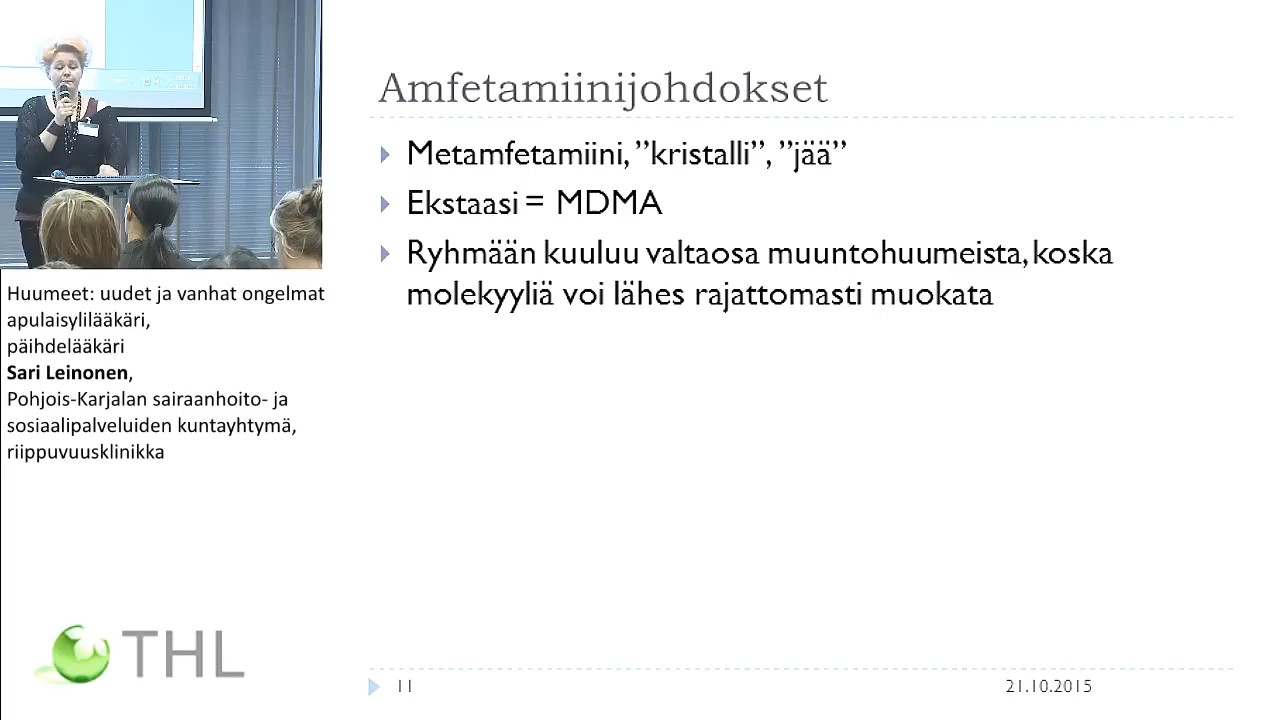 Amfetamiinijohdokset
Metamfetamiini, ”kristalli”, ”jää”
Ekstaasi = MDMA
Ryhmään kuuluu valtaosa muuntohuumeista, koska
molekyyliä voi lähes rajattomasti muokata
Huumeet: uudet ja vanhat ongelmat
apulaisylilääkäri,
päihdelääkäri
Sari Leinonen,
Pohjois-Karjalan sairaanhoito- ja
sosiaalipalveluiden kuntayhtymä,
riippuvuusklinikka
THL
11
21.10.2015